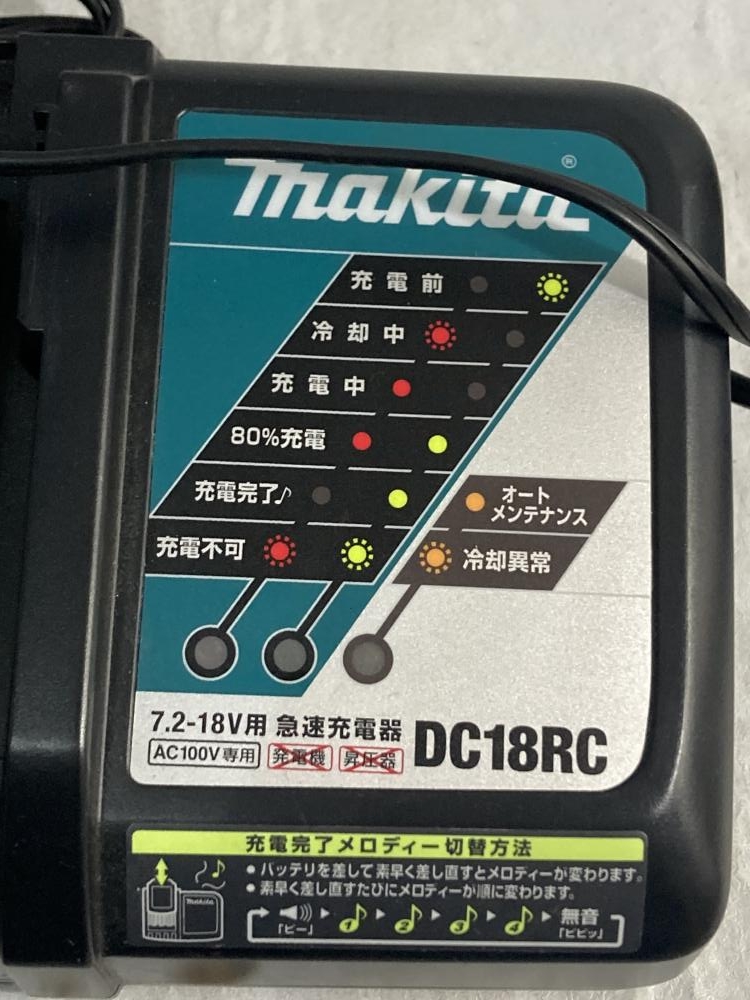 makita®
充電前
冷却中
充電中
80%充電
充電完了♪
オート
メンテナンス
充電不可
冷却異常
7.2-18V用 急速充電器 DC18RC
AC100V専用 発電機 昇圧器
充電完了メロディー切替方法
● バッテリを差して素早く差し直すとメロディーが変わります。
● 素早く差し直すたびにメロディーが順に変わります。
makita
「ピー」 1 2 3 4 無音
「ピピッ」